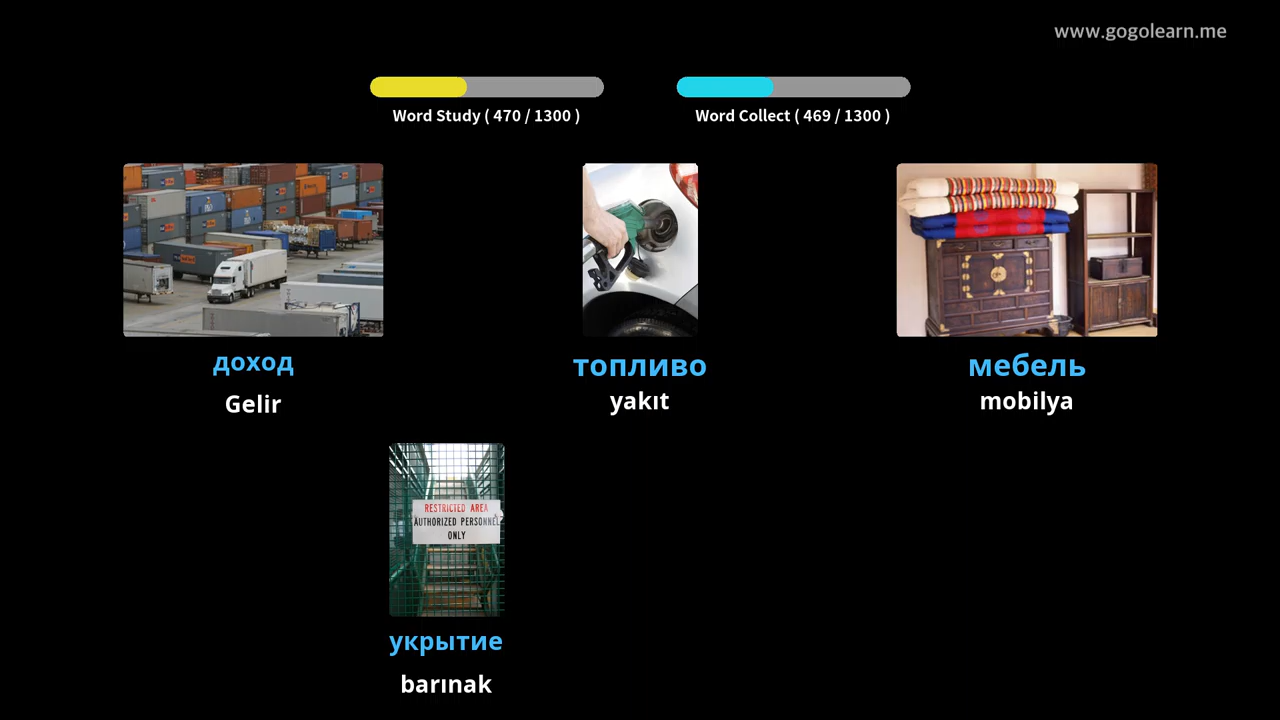 www.gogolearn.me
Word Study ( 470 / 1300 )
Word Collect ( 469 / 1300 )
доход
Gelir
топливо
yakıt
мебель
mobilya
RESTRICTED AREA
AUTHORIZED PERSONNEL
ONLY
укрытие
barınak